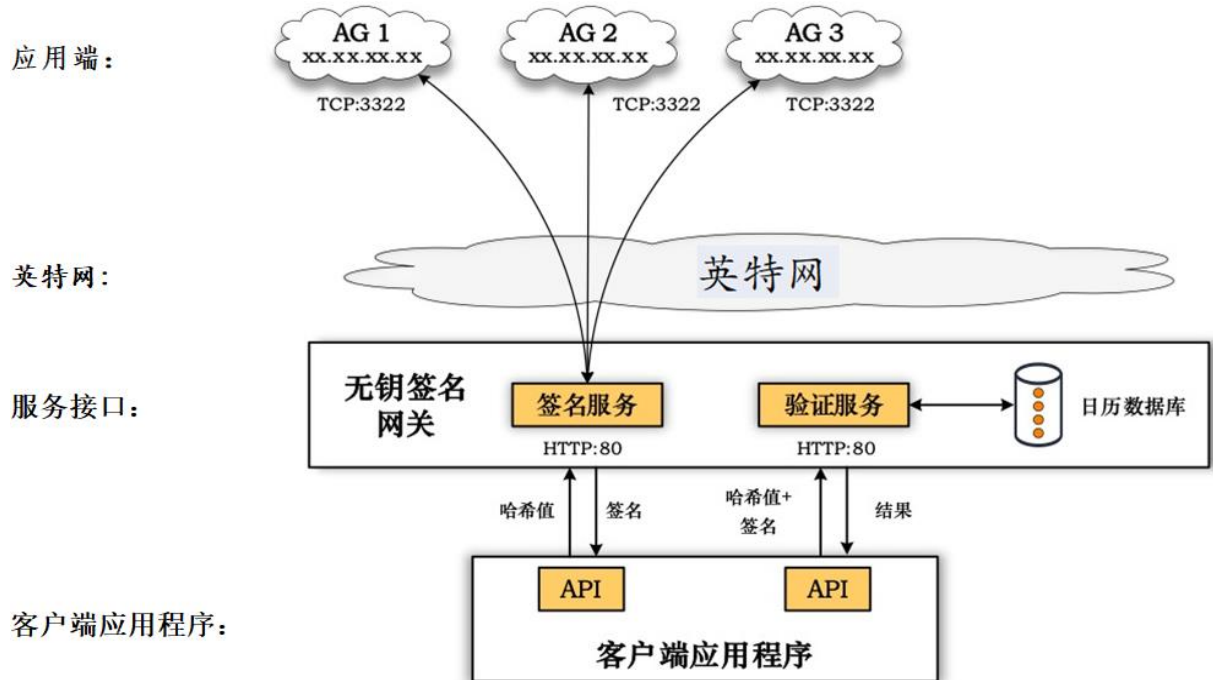 应用端：
AG 1
xx.xx.xx.xx
AG 2
xx.xx.xx.xx
AG 3
xx.xx.xx.xx
TCP:3322
TCP:3322
TCP:3322
英特网:
英特网
服务接口：
无钥签名
网关
签名服务
HTTP:80
验证服务
HTTP:80
日历数据库
哈希值
签名
哈希值+
签名
结果
API
API
客户端应用程序：
客户端应用程序